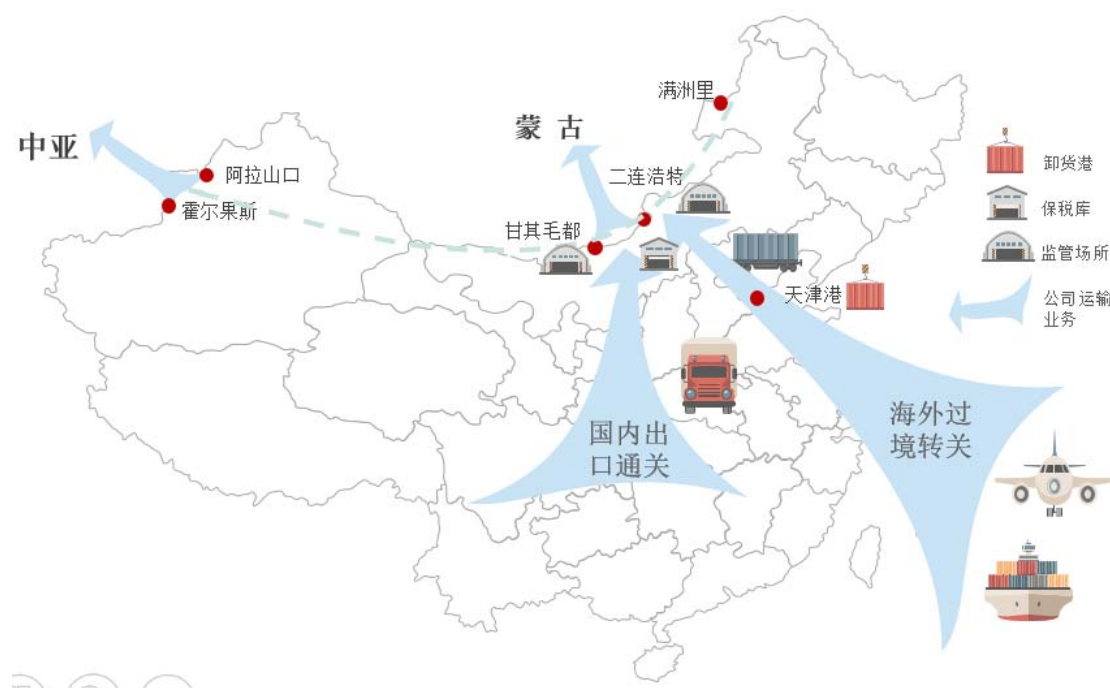 满洲里
蒙 古
中亚
阿拉山口
霍尔果斯
二连浩特
甘其毛都
天津港
卸货港
保税库
监管场所
公司运输
业务
国内出
口通关
海外过
境转关